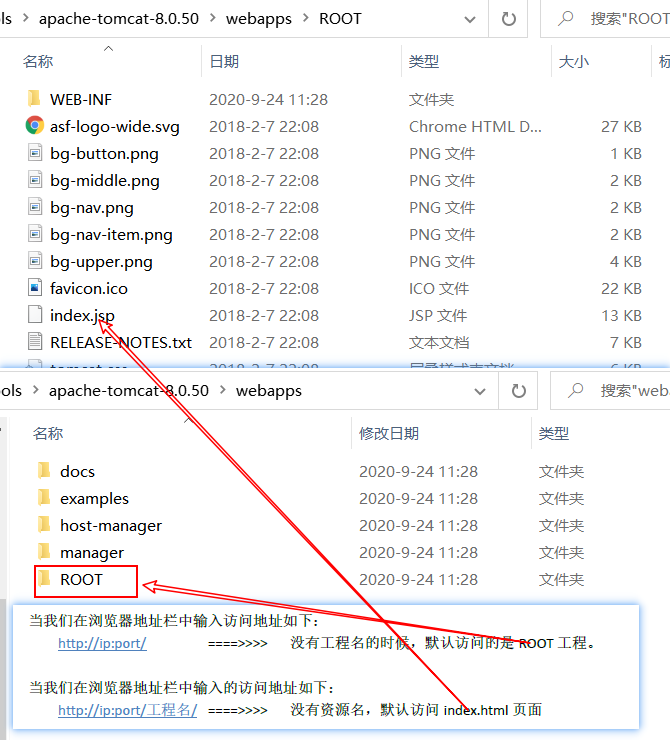 ls > apache-tomcat-8.0.50 > webapps > ROOT 搜索"ROOT
名称 日期 类型 大小 标
WEB-INF 2020-9-24 11:28 文件夹
asf-logo-wide.svg 2018-2-7 22:08 Chrome HTML D... 27 KB
bg-button.png 2018-2-7 22:08 PNG 文件 1 KB
bg-middle.png 2018-2-7 22:08 PNG 文件 2 KB
bg-nav.png 2018-2-7 22:08 PNG 文件 2 KB
bg-nav-item.png 2018-2-7 22:08 PNG 文件 2 KB
bg-upper.png 2018-2-7 22:08 PNG 文件 4 KB
favicon.ico 2018-2-7 22:08 ICO 文件 22 KB
index.jsp 2018-2-7 22:08 JSP 文件 13 KB
RELEASE-NOTES.txt 2018-2-7 22:08 文本文档 7 KB
ools > apache-tomcat-8.0.50 > webapps 搜索"web
名称 修改日期 类型
docs 2020-9-24 11:28 文件夹
examples 2020-9-24 11:28 文件夹
host-manager 2020-9-24 11:28 文件夹
manager 2020-9-24 11:28 文件夹
ROOT 2020-9-24 11:28 文件夹
当我们在浏览器地址栏中输入访问地址如下：
http://ip:port/ ====>>>> 没有工程名的时候，默认访问的是 ROOT 工程。
当我们在浏览器地址栏中输入的访问地址如下：
http://ip:port/工程名/ ====>>>> 没有资源名，默认访问 index.html 页面